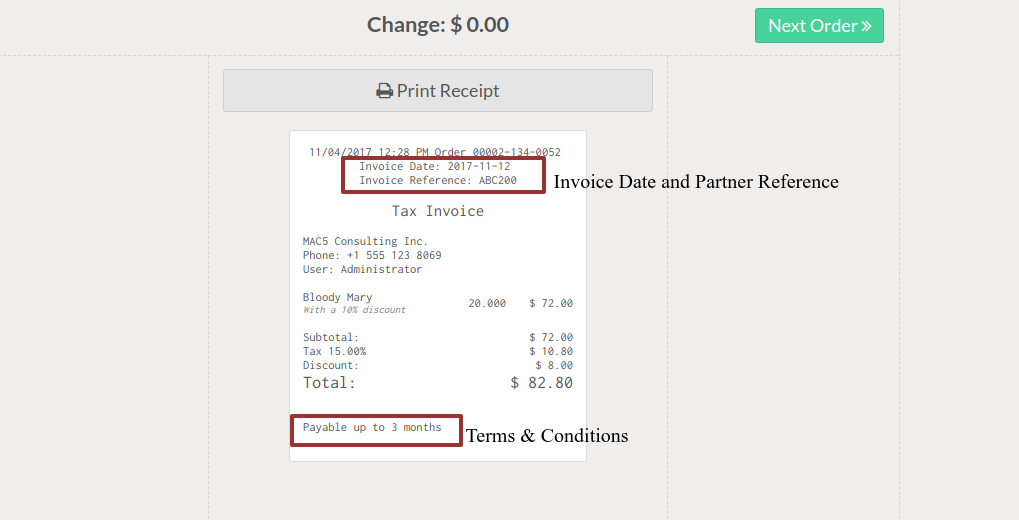 Change: $ 0.00
Next Order »
Print Receipt
11/04/2017 12:28 PM Order 00002-134-0052
Invoice Date: 2017-11-12
Invoice Reference: ABC200
Invoice Date and Partner Reference
Tax Invoice
MAC5 Consulting Inc.
Phone: +1 555 123 8069
User: Administrator
Bloody Mary 20.000 $ 72.00
With a 10% discount
Subtotal: $ 72.00
Tax 15.00% $ 10.80
Discount: $ 8.00
Total: $ 82.80
Payable up to 3 months
Terms & Conditions